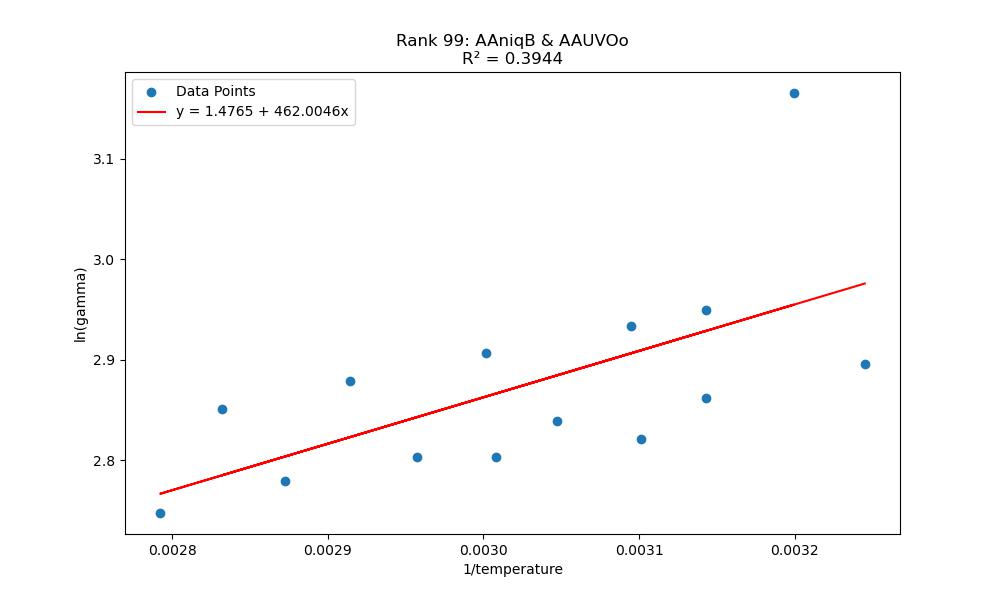 Rank 99: AAniqB & AAUVOo
R² = 0.3944
Data Points
y = 1.4765 + 462.0046x
3.1
3.0
2.9
2.8
ln(gamma)
0.0028 0.0029 0.0030 0.0031 0.0032
1/temperature